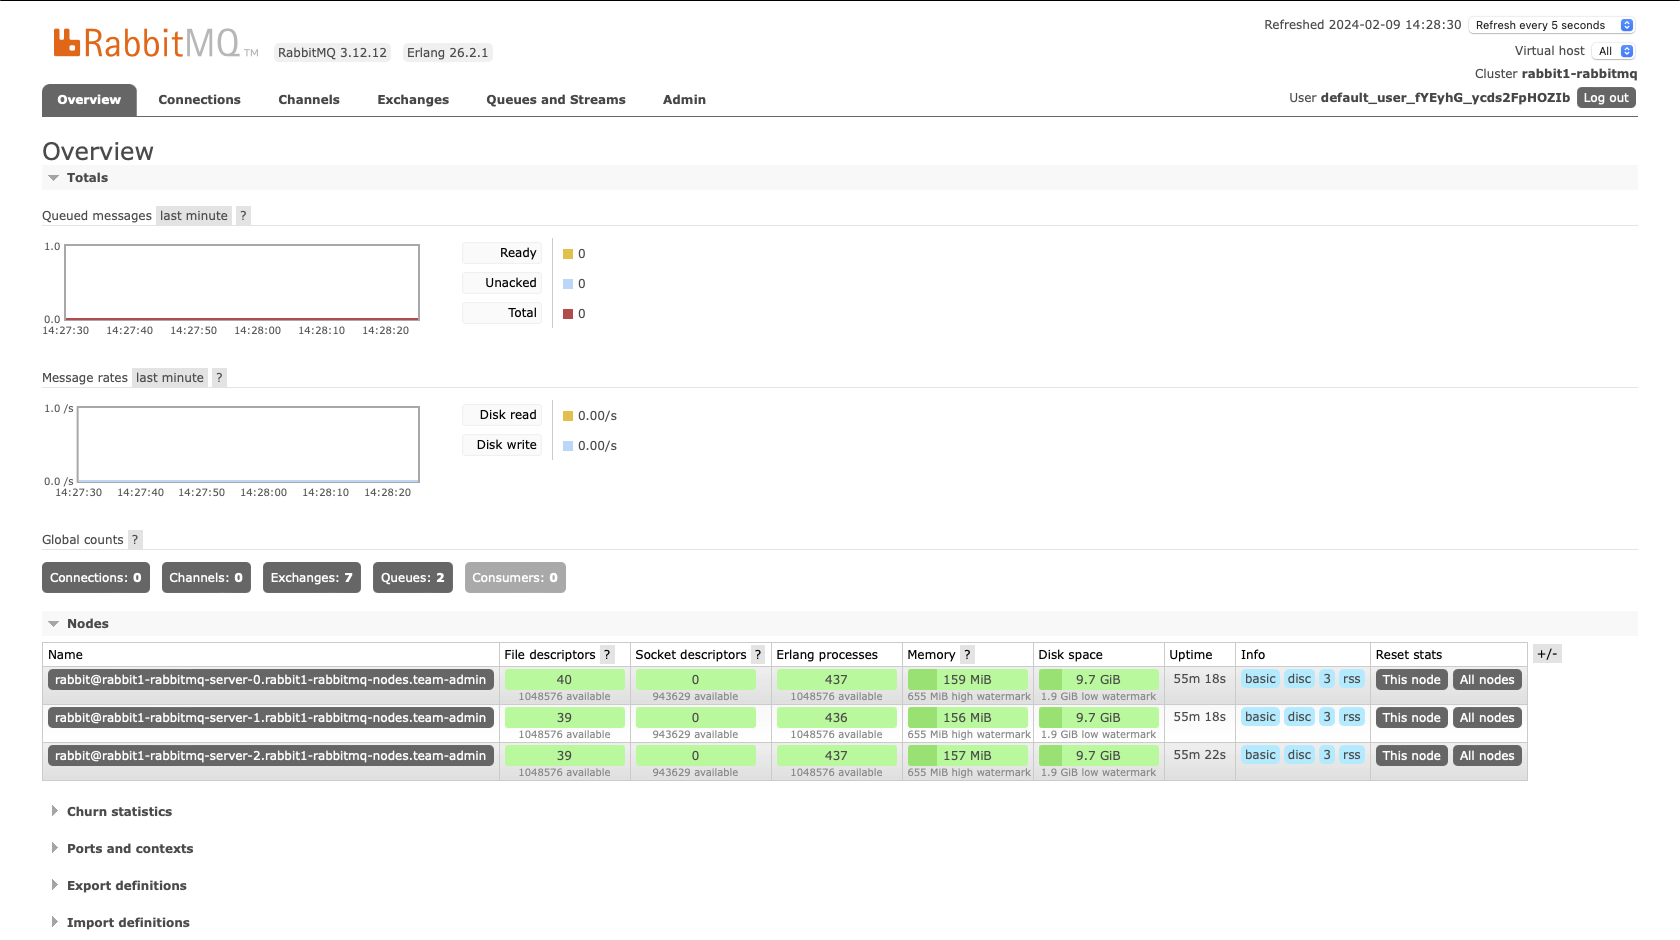 Refreshed 2024-02-09 14:28:30 Refresh every 5 seconds
RabbitMQ TM RabbitMQ 3.12.12 Erlang 26.2.1
Virtual host All
Cluster rabbit1-rabbitmq
User default_user_fYEyhG_ycds2FpHOZIb Log out
Overview Connections Channels Exchanges Queues and Streams Admin
Overview
Totals
Queued messages last minute ?
1.0
0.0
14:27:30 14:27:40 14:27:50 14:28:00 14:28:10 14:28:20
Ready 0
Unacked 0
Total 0
Message rates last minute ?
1.0 /s
0.0 /s
14:27:30 14:27:40 14:27:50 14:28:00 14:28:10 14:28:20
Disk read 0.00/s
Disk write 0.00/s
Global counts ?
Connections: 0 Channels: 0 Exchanges: 7 Queues: 2 Consumers: 0
Nodes
Name File descriptors ? Socket descriptors ? Erlang processes Memory ? Disk space Uptime Info Reset stats +/-
rabbit@rabbit1-rabbitmq-server-0.rabbit1-rabbitmq-nodes.team-admin 40 0 437 159 MiB 9.7 GiB 55m 18s basic disc 3 rss This node All nodes
1048576 available 943629 available 1048576 available 655 MiB high watermark 1.9 GiB low watermark
rabbit@rabbit1-rabbitmq-server-1.rabbit1-rabbitmq-nodes.team-admin 39 0 436 156 MiB 9.7 GiB 55m 18s basic disc 3 rss This node All nodes
1048576 available 943629 available 1048576 available 655 MiB high watermark 1.9 GiB low watermark
rabbit@rabbit1-rabbitmq-server-2.rabbit1-rabbitmq-nodes.team-admin 39 0 437 157 MiB 9.7 GiB 55m 22s basic disc 3 rss This node All nodes
1048576 available 943629 available 1048576 available 655 MiB high watermark 1.9 GiB low watermark
Churn statistics
Ports and contexts
Export definitions
Import definitions